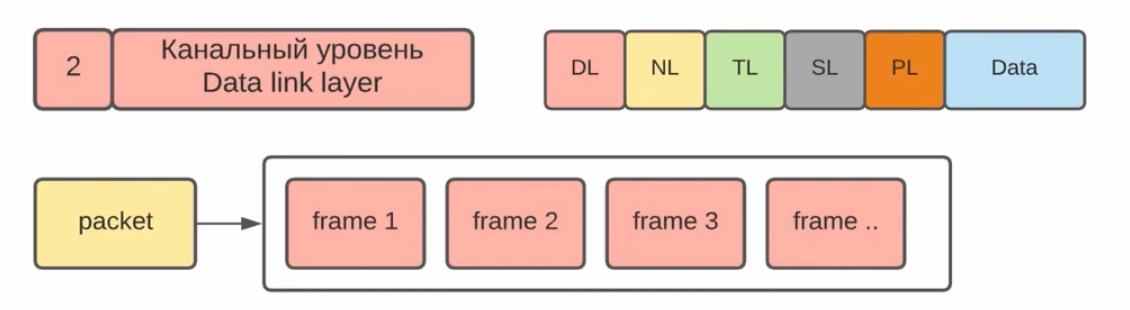 2
Канальный уровень
Data link layer
DL
NL
TL
SL
PL
Data
packet
frame 1
frame 2
frame 3
frame ..